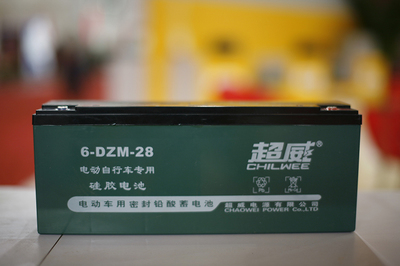 6-DZM-28
电动自行车专用
硅胶电池
超威®
CHILWEE
电动车用密封铅酸蓄电池
超威电源有限公司
CHAOWEI POWER Co.,LTD